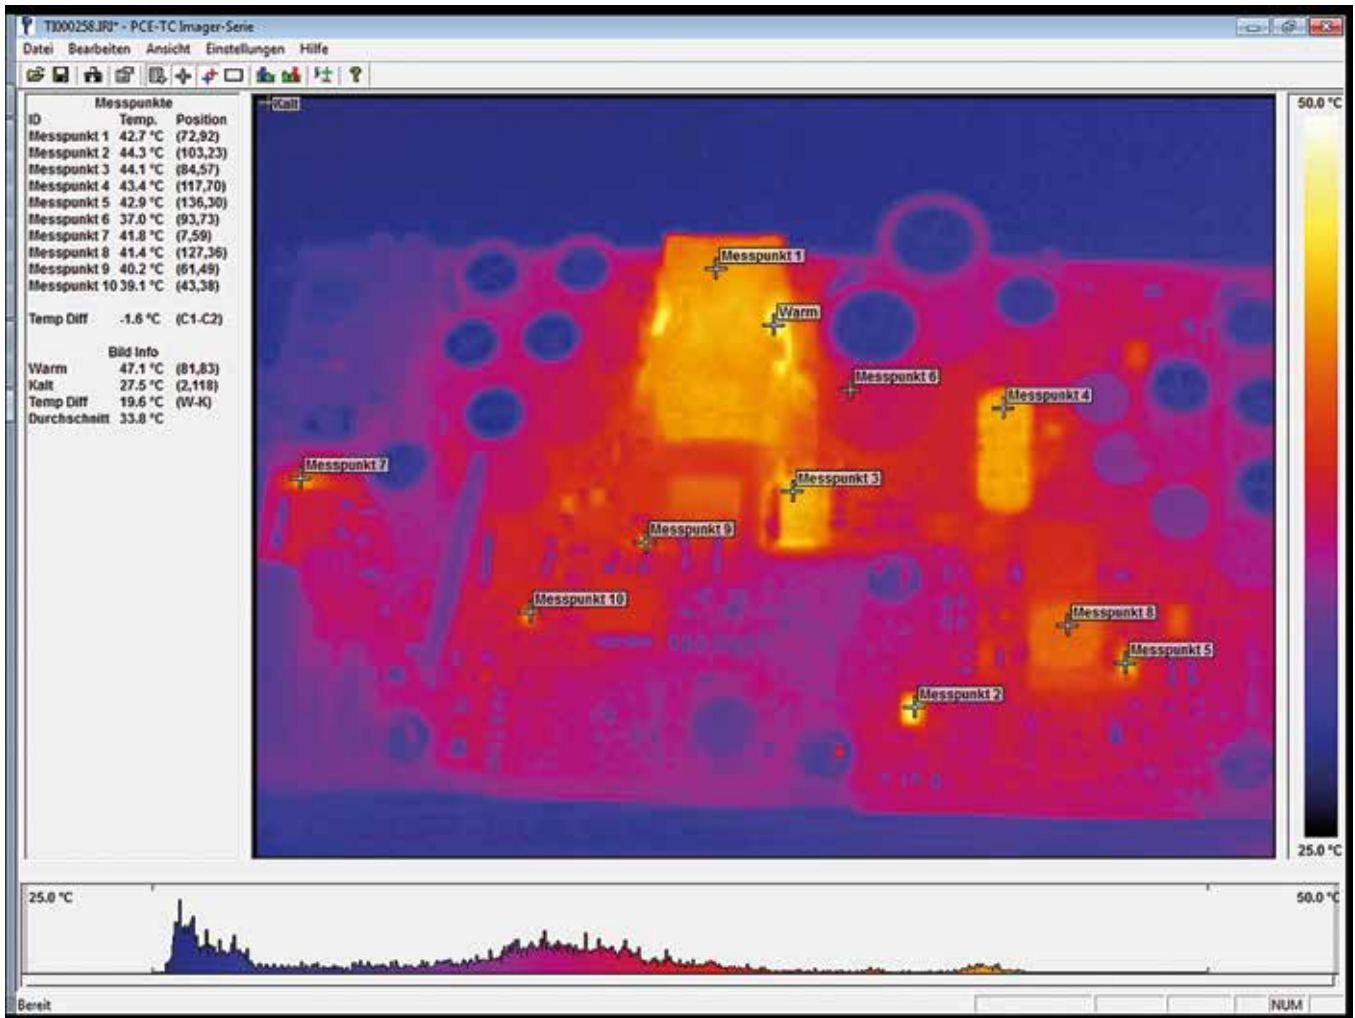 TI000258.IRI* - PCE-TC Imager-Serie
Datei Bearbeiten Ansicht Einstellungen Hilfe
Messpunkte
ID Temp. Position
Messpunkt 1 42.7 °C (72,92)
Messpunkt 2 44.3 °C (103,23)
Messpunkt 3 44.1 °C (84,57)
Messpunkt 4 43.4 °C (117,70)
Messpunkt 5 42.9 °C (136,30)
Messpunkt 6 37.0 °C (93,73)
Messpunkt 7 41.8 °C (7,59)
Messpunkt 8 41.4 °C (127,36)
Messpunkt 9 40.2 °C (61,49)
Messpunkt 10 39.1 °C (43,38)
Temp Diff -1.6 °C (C1-C2)
Bild Info
Warm 47.1 °C (81,83)
Kalt 27.5 °C (2,118)
Temp Diff 19.6 °C (W-K)
Durchschnitt 33.8 °C
Kalt
50.0 °C
Messpunkt 1
Warm
Messpunkt 6
Messpunkt 4
Messpunkt 7
Messpunkt 3
Messpunkt 9
Messpunkt 10
Messpunkt 8
Messpunkt 5
Messpunkt 2
25.0 °C
25.0 °C 50.0 °C
Bereit NUM